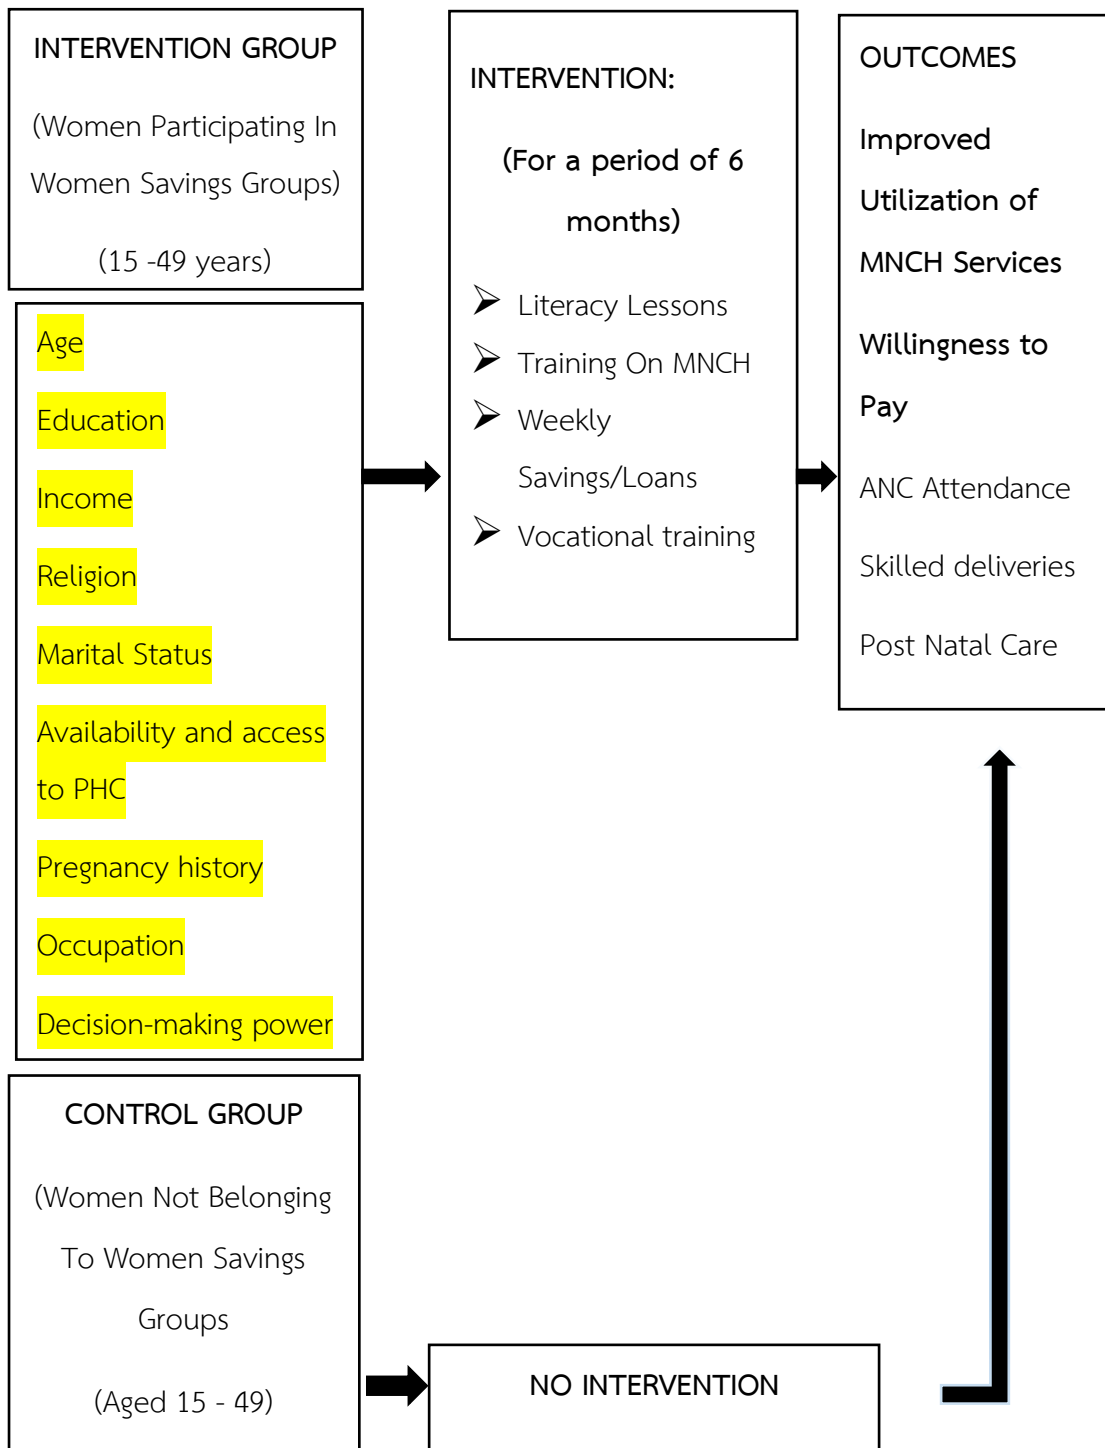 INTERVENTION GROUP
(Women Participating In
Women Savings Groups)
(15 -49 years)
Age
Education
Income
Religion
Marital Status
Availability and access
to PHC
Pregnancy history
Occupation
Decision-making power
CONTROL GROUP
(Women Not Belonging
To Women Savings
Groups
(Aged 15 - 49)
INTERVENTION:
(For a period of 6
months)
Literacy Lessons
Training On MNCH
Weekly
Savings/Loans
Vocational training
NO INTERVENTION
OUTCOMES
Improved
Utilization of
MNCH Services
Willingness to
Pay
ANC Attendance
Skilled deliveries
Post Natal Care